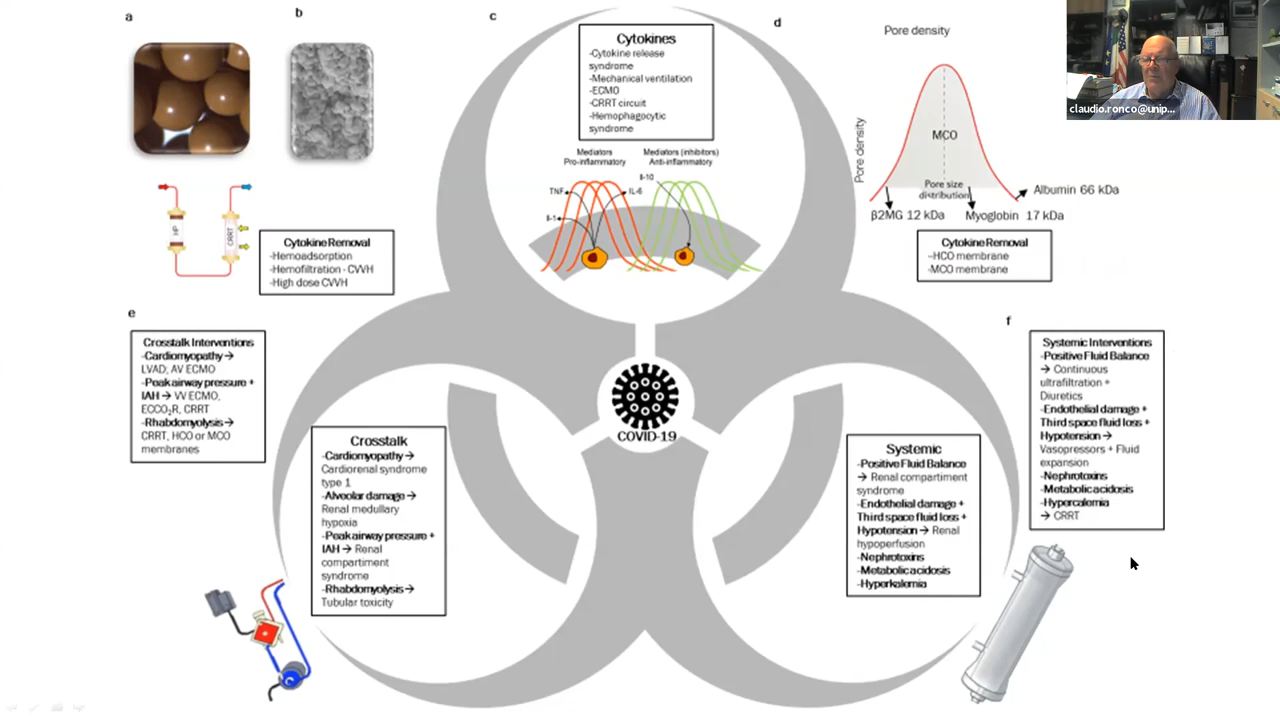 a
b
c
d
Cytokines
-Cytokine release
syndrome
-Mechanical ventilation
-ECMO
-CRRT circuit
-Hemophagocytic
syndrome
Mediators
Pro-inflammatory
Mediators (inhibitors)
Anti-inflammatory
TNF
IL-6
Il-1
Il-10
Pore density
Pore density
MCO
Pore size
distribution
Albumin 66 kDa
β2MG 12 kDa
Myoglobin 17 kDa
claudio.ronco@unip...
HP
CRRT
Cytokine Removal
-Hemoadsorption
-Hemofiltration - CVVH
-High dose CVVH
Cytokine Removal
-HCO membrane
-MCO membrane
e
Crosstalk Interventions
-Cardiomyopathy →
LVAD, AV ECMO
-Peak airway pressure +
IAH → VV ECMO,
ECCO₂R, CRRT
-Rhabdomyolysis →
CRRT, HCO or MCO
membranes
Crosstalk
-Cardiomyopathy →
Cardiorenal syndrome
type 1
-Alveolar damage →
Renal medullary
hypoxia
-Peak airway pressure +
IAH → Renal
compartment
syndrome
-Rhabdomyolysis →
Tubular toxicity
COVID-19
Systemic
-Positive Fluid Balance
→ Renal compartment
syndrome
-Endothelial damage +
Third space fluid loss +
Hypotension → Renal
hypoperfusion
-Nephrotoxins
-Metabolic acidosis
-Hyperkalemia
f
Systemic Interventions
-Positive Fluid Balance
→ Continuous
ultrafiltration +
Diuretics
-Endothelial damage +
Third space fluid loss +
Hypotension →
Vasopressors + Fluid
expansion
-Nephrotoxins
-Metabolic acidosis
-Hypercalemia
→ CRRT